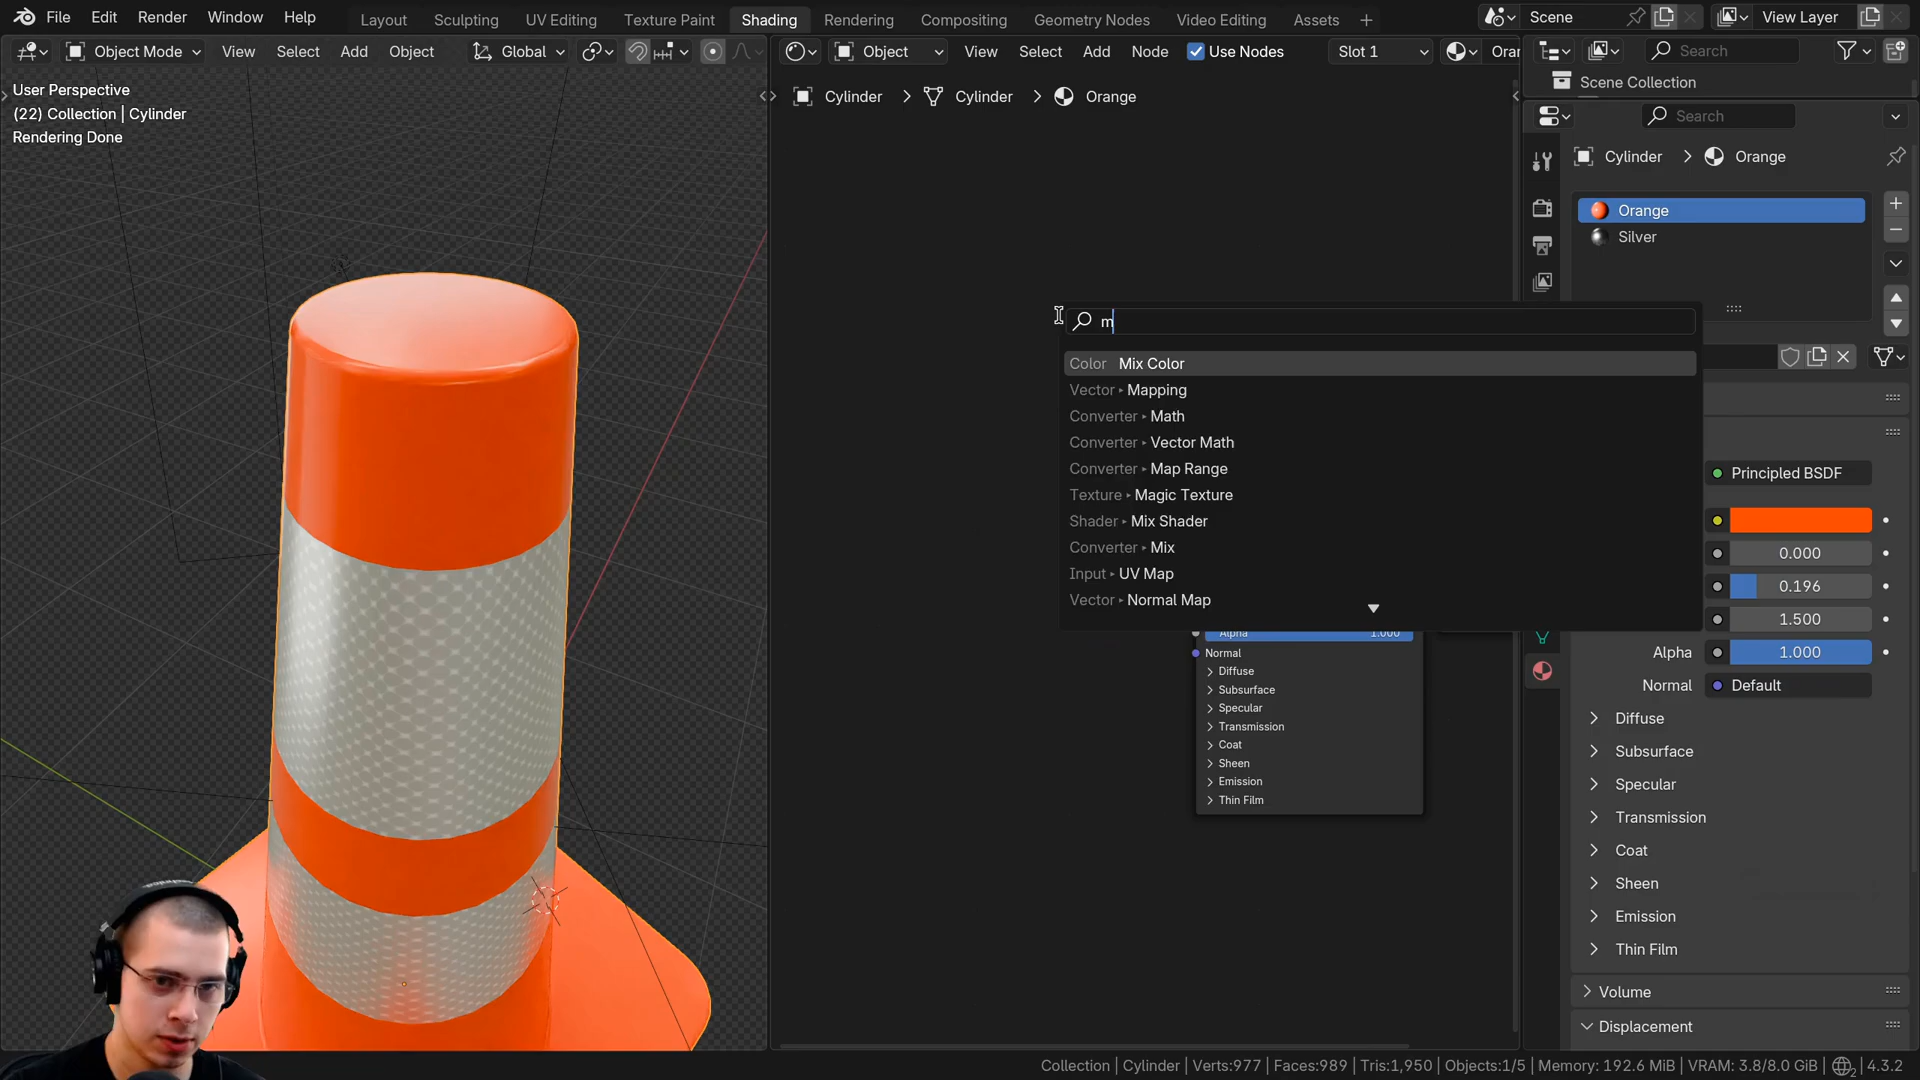 File Edit Render Window Help
Layout Sculpting UV Editing Texture Paint Shading Rendering Compositing Geometry Nodes Video Editing Assets
Scene
View Layer
Object Mode View Select Add Object Global
Object View Select Add Node Use Nodes Slot 1
Search
User Perspective
(22) Collection | Cylinder
Rendering Done
Cylinder Cylinder Orange
Scene Collection
Search
Cylinder Orange
Orange
Silver
m
Color Mix Color
Vector Mapping
Converter Math
Converter Vector Math
Converter Map Range
Texture Magic Texture
Shader Mix Shader
Converter Mix
Input UV Map
Vector Normal Map
Alpha 1.000
Normal
Diffuse
Subsurface
Specular
Transmission
Coat
Sheen
Emission
Thin Film
Principled BSDF
0.000
0.196
1.500
Alpha 1.000
Normal Default
Diffuse
Subsurface
Specular
Transmission
Coat
Sheen
Emission
Thin Film
Volume
Displacement
Collection | Cylinder | Verts:977 | Faces:989 | Tris:1,950 | Objects:1/5 | Memory: 192.6 MiB | VRAM: 3.8/8.0 GiB | 2 4.3.2